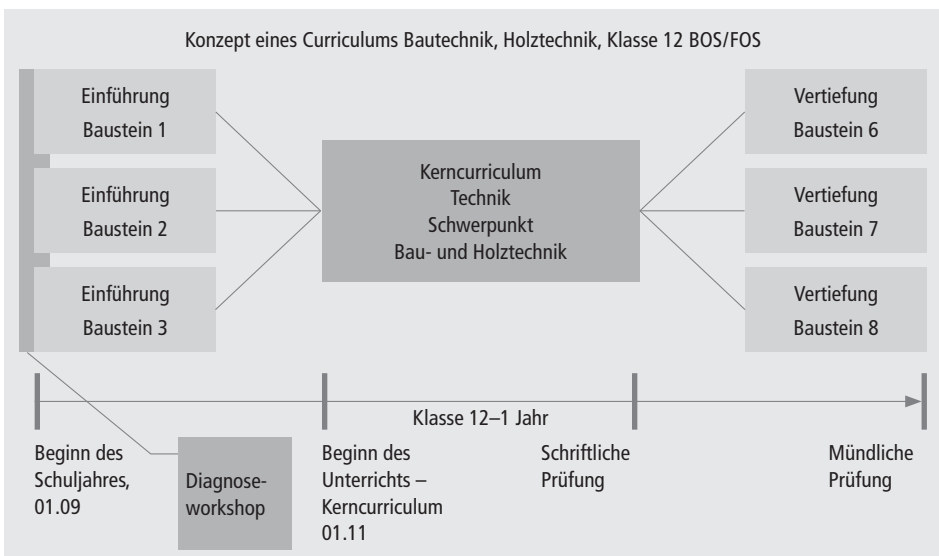 Konzept eines Curriculums Bautechnik, Holztechnik, Klasse 12 BOS/FOS
Einführung
Baustein 1
Einführung
Baustein 2
Einführung
Baustein 3
Kerncurriculum
Technik
Schwerpunkt
Bau- und Holztechnik
Vertiefung
Baustein 6
Vertiefung
Baustein 7
Vertiefung
Baustein 8
Klasse 12–1 Jahr
Beginn des
Schuljahres,
01.09
Diagnose-
workshop
Beginn des
Unterrichts –
Kerncurriculum
01.11
Schriftliche
Prüfung
Mündliche
Prüfung